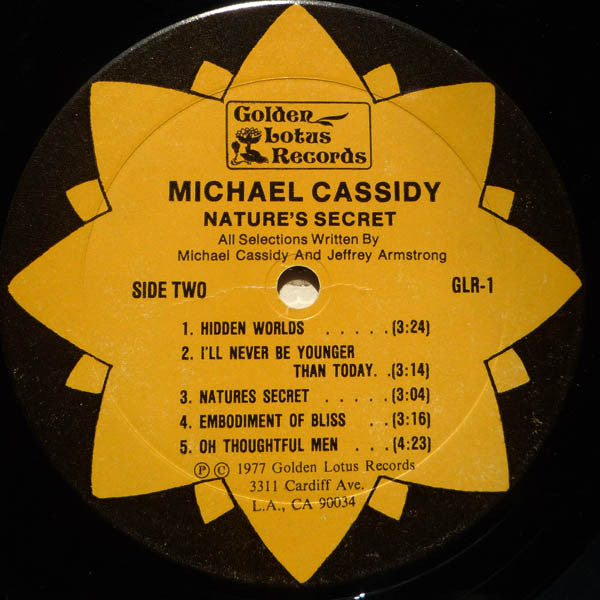 Golden
Lotus
Records
MICHAEL CASSIDY
NATURE'S SECRET
All Selections Written By
Michael Cassidy And Jeffrey Armstrong
SIDE TWO
GLR-1
1. HIDDEN WORLDS . . . . . (3:24)
2. I'LL NEVER BE YOUNGER
THAN TODAY. . (3:14)
3. NATURES SECRET . . . . . (3:04)
4. EMBODIMENT OF BLISS . . (3:16)
5. OH THOUGHTFUL MEN . . . (4:23)
Ⓟ © 1977 Golden Lotus Records
3311 Cardiff Ave.
L.A., CA 90034